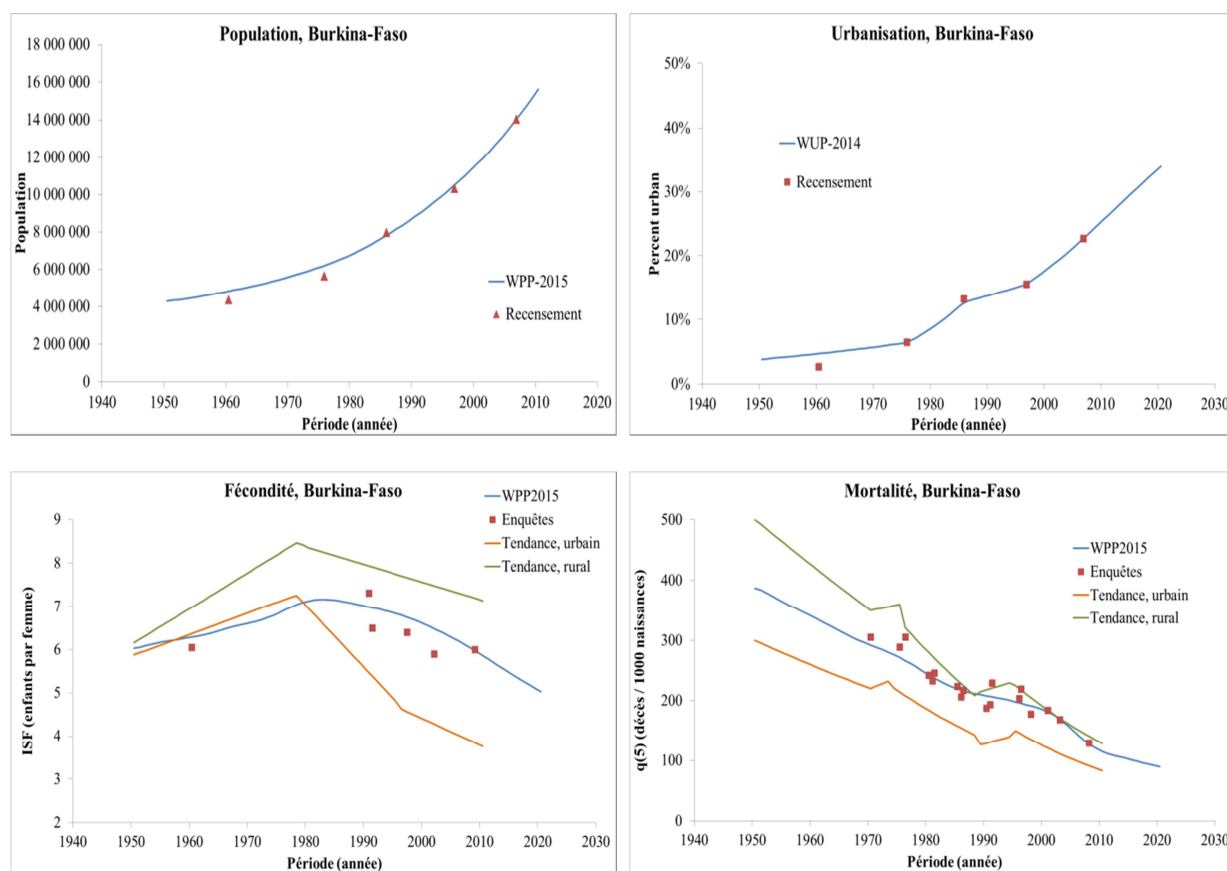 Population, Burkina-Faso
18 000 000
16 000 000
14 000 000
12 000 000
10 000 000
8 000 000
6 000 000
4 000 000
2 000 000
0
Population
WPP-2015
Recensement
1940 1950 1960 1970 1980 1990 2000 2010 2020
Période (année)
Urbanisation, Burkina-Faso
50%
40%
30%
20%
10%
0%
Percent urban
WUP-2014
Recensement
1940 1950 1960 1970 1980 1990 2000 2010 2020 2030
Période (année)
Fécondité, Burkina-Faso
WPP2015
Enquêtes
Tendance, urbain
Tendance, rural
9
8
7
6
5
4
3
2
ISF (enfants par femme)
1940 1950 1960 1970 1980 1990 2000 2010 2020 2030
Période (année)
Mortalité, Burkina-Faso
500
400
300
200
100
0
q(5) (décès / 1000 naissances)
WPP2015
Enquêtes
Tendance, urbain
Tendance, rural
1940 1950 1960 1970 1980 1990 2000 2010 2020 2030
Période (année)